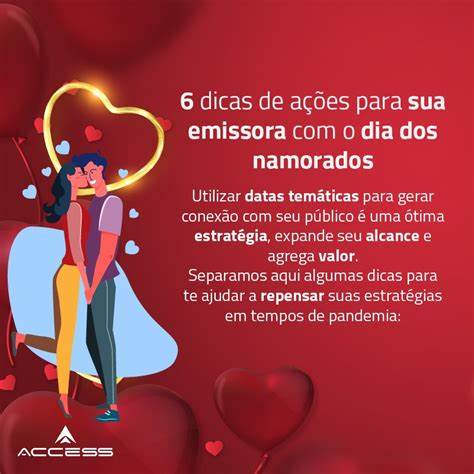 6 dicas de ações para sua
emissora com o dia dos
namorados
Utilizar datas temáticas para gerar
conexão com seu público é uma ótima
estratégia, expande seu alcance e
agrega valor.
Separamos aqui algumas dicas para
te ajudar a repensar suas estratégias
em tempos de pandemia:
ACCESS